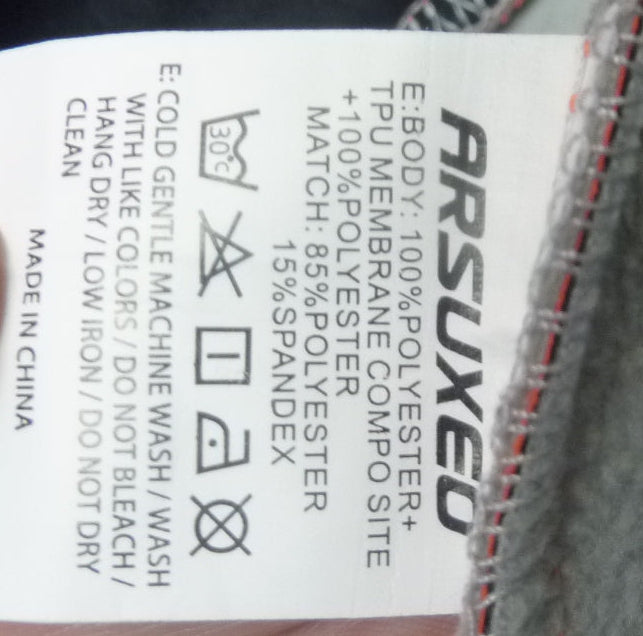 ARSUXEO
E:BODY: 100%POLYESTER+
TPU MEMBRANE COMPO SITE
+100%POLYESTER
MATCH: 85%POLYESTER
15%SPANDEX
30°c
E: COLD GENTLE MACHINE WASH / WASH
WITH LIKE COLORS / DO NOT BLEACH /
HANG DRY / LOW IRON / DO NOT DRY
CLEAN
MADE IN CHINA